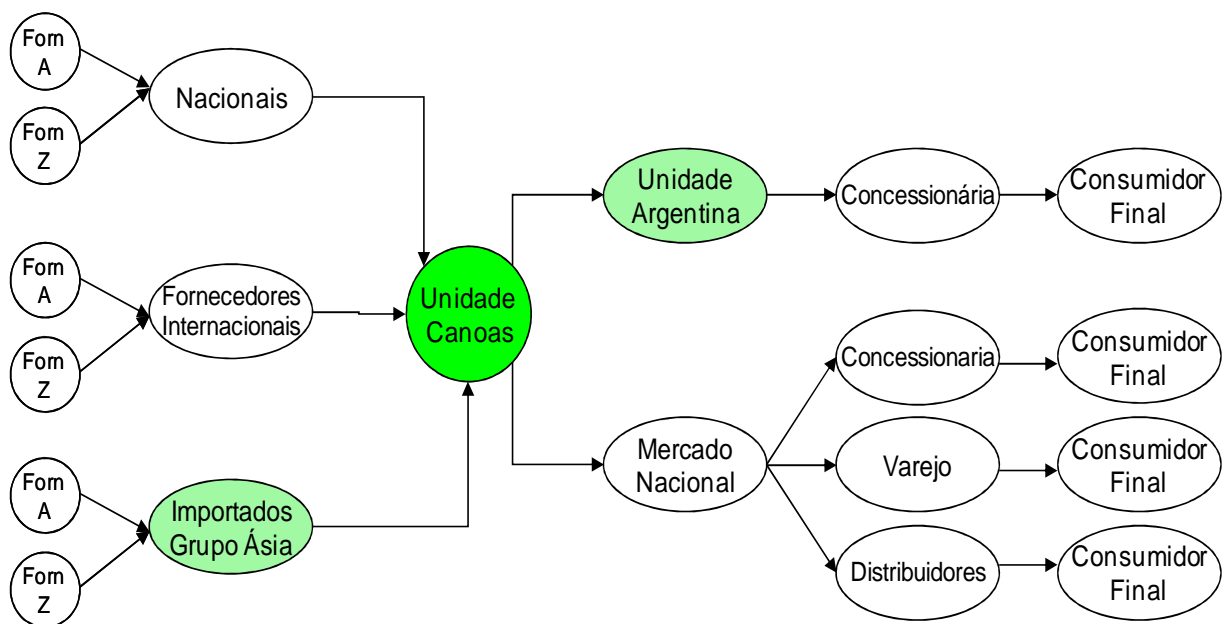 Forn
A
Forn
Z
Nacionais
Forn
A
Forn
Z
Fornecedores
Internacionais
Forn
A
Forn
Z
Importados
Grupo Ásia
Unidade
Canoas
Unidade
Argentina
Concessionária
Consumidor
Final
Mercado
Nacional
Concessionaria
Consumidor
Final
Varejo
Consumidor
Final
Distribuidores
Consumidor
Final